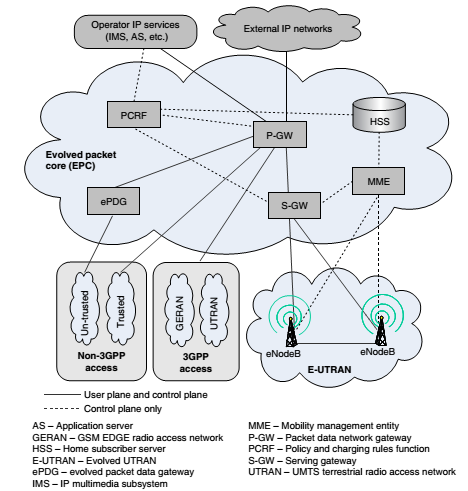 Operator IP services
(IMS, AS, etc.)
External IP networks
PCRF
P-GW
HSS
Evolved packet
core (EPC)
MME
ePDG
S-GW
Un-trusted
Trusted
GERAN
UTRAN
Non-3GPP
access
3GPP
access
eNodeB
eNodeB
E-UTRAN
User plane and control plane
Control plane only
AS – Application server
GERAN – GSM EDGE radio access network
HSS – Home subscriber server
E-UTRAN – Evolved UTRAN
ePDG – evolved packet data gateway
IMS – IP multimedia subsystem
MME – Mobility management entity
P-GW – Packet data network gateway
PCRF – Policy and charging rules function
S-GW – Serving gateway
UTRAN – UMTS terrestrial radio access network